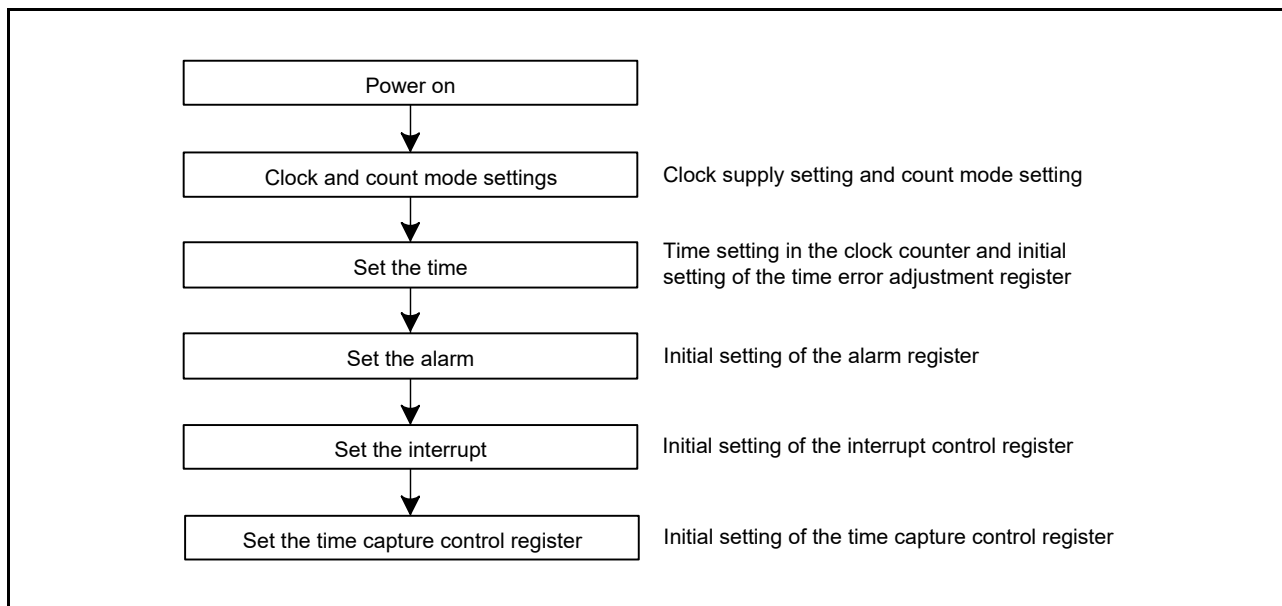 Power on
Clock and count mode settings
Clock supply setting and count mode setting
Set the time
Time setting in the clock counter and initial
setting of the time error adjustment register
Set the alarm
Initial setting of the alarm register
Set the interrupt
Initial setting of the interrupt control register
Set the time capture control register
Initial setting of the time capture control register